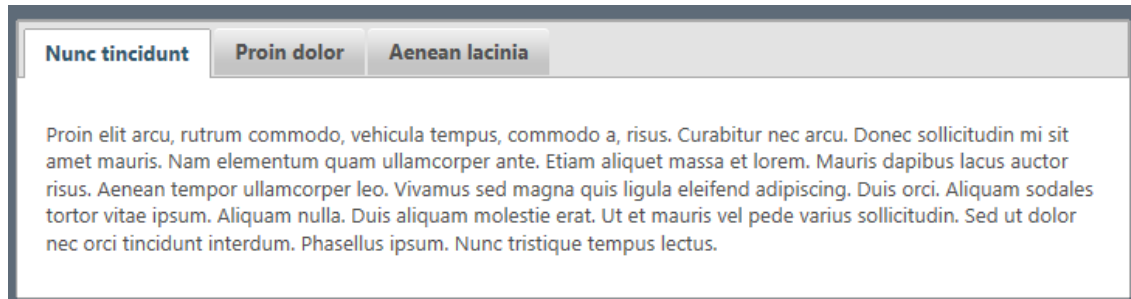 Nunc tincidunt Proin dolor Aenean lacinia
Proin elit arcu, rutrum commodo, vehicula tempus, commodo a, risus. Curabitur nec arcu. Donec sollicitudin mi sit
amet mauris. Nam elementum quam ullamcorper ante. Etiam aliquet massa et lorem. Mauris dapibus lacus auctor
risus. Aenean tempor ullamcorper leo. Vivamus sed magna quis ligula eleifend adipiscing. Duis orci. Aliquam sodales
tortor vitae ipsum. Aliquam nulla. Duis aliquam molestie erat. Ut et mauris vel pede varius sollicitudin. Sed ut dolor
nec orci tincidunt interdum. Phasellus ipsum. Nunc tristique tempus lectus.